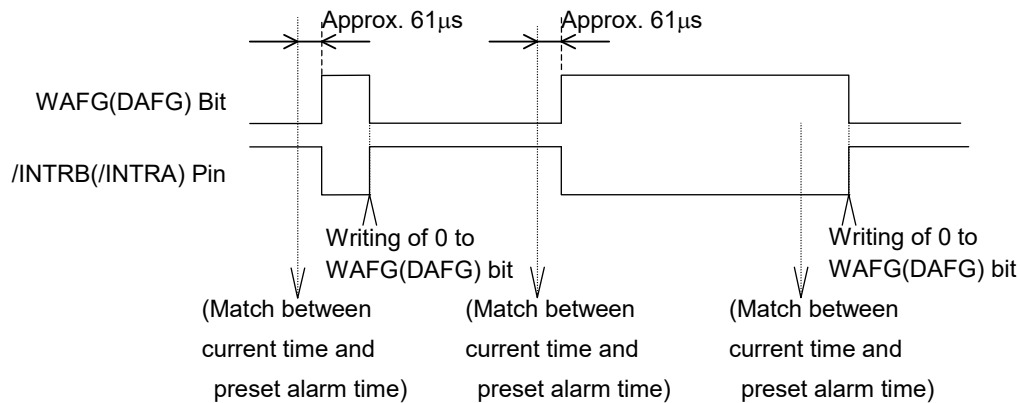 Approx. 61μs
Approx. 61μs
WAFG(DAFG) Bit
/INTRB(/INTRA) Pin
Writing of 0 to
WAFG(DAFG) bit
Writing of 0 to
WAFG(DAFG) bit
(Match between
current time and
preset alarm time)
(Match between
current time and
preset alarm time)
(Match between
current time and
preset alarm time)